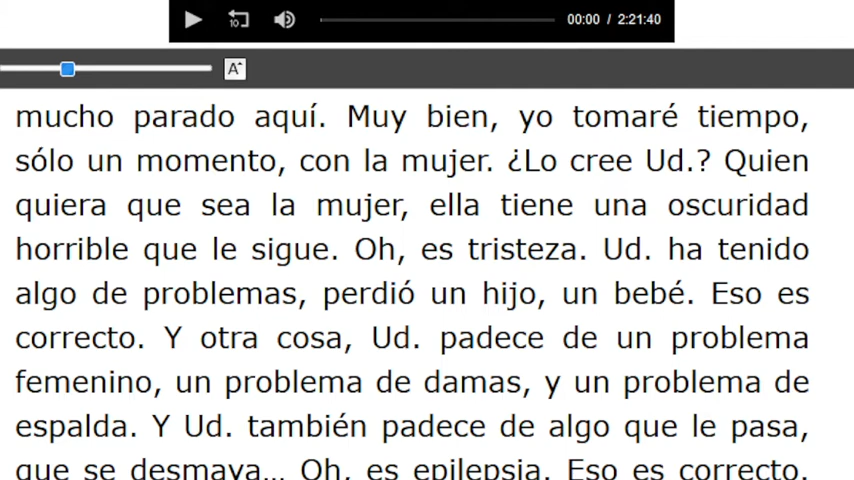 10
00:00 / 2:21:40
A
mucho parado aquí. Muy bien, yo tomaré tiempo,
sólo un momento, con la mujer. ¿Lo cree Ud.? Quien
quiera que sea la mujer, ella tiene una oscuridad
horrible que le sigue. Oh, es tristeza. Ud. ha tenido
algo de problemas, perdió un hijo, un bebé. Eso es
correcto. Y otra cosa, Ud. padece de un problema
femenino, un problema de damas, y un problema de
espalda. Y Ud. también padece de algo que le pasa,
que se desmaya... Oh, es epilepsia. Eso es correcto.